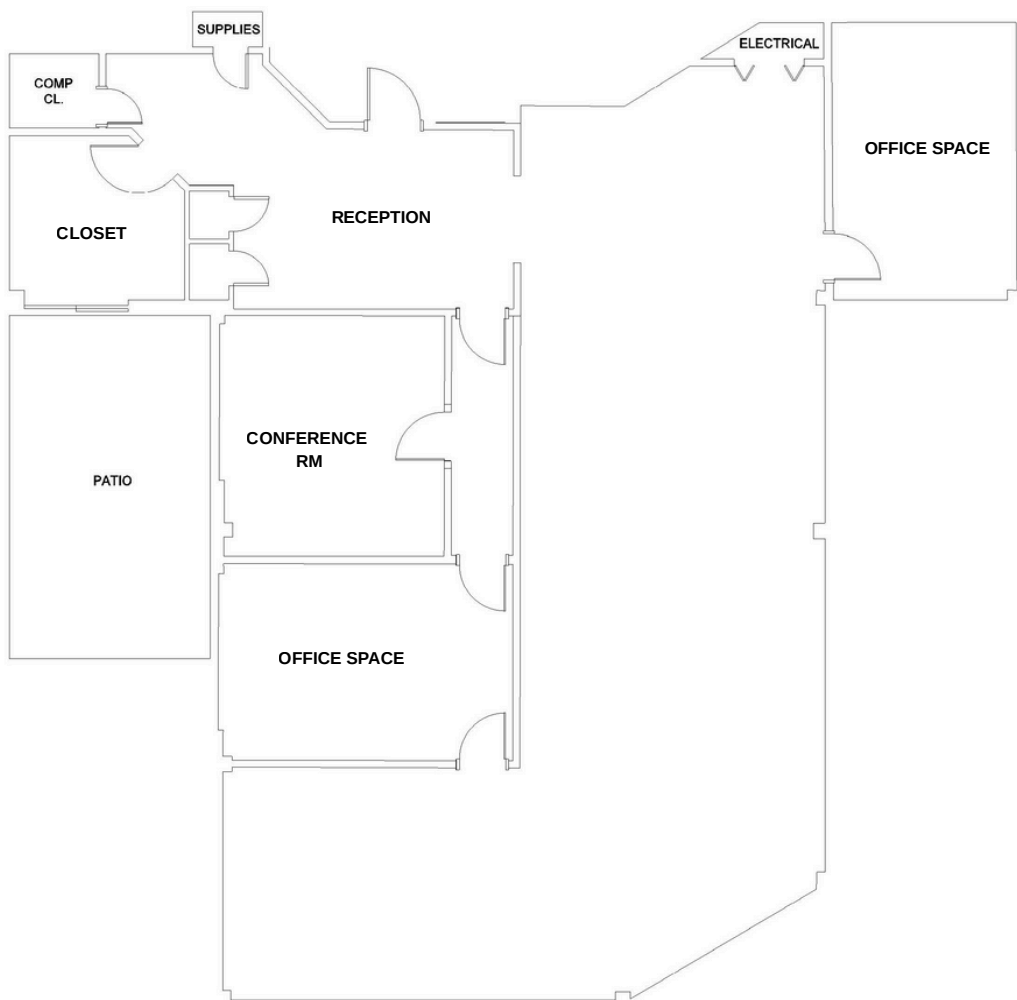 SUPPLIES
ELECTRICAL
COMP
CL.
OFFICE SPACE
RECEPTION
CLOSET
CONFERENCE
RM
PATIO
OFFICE SPACE